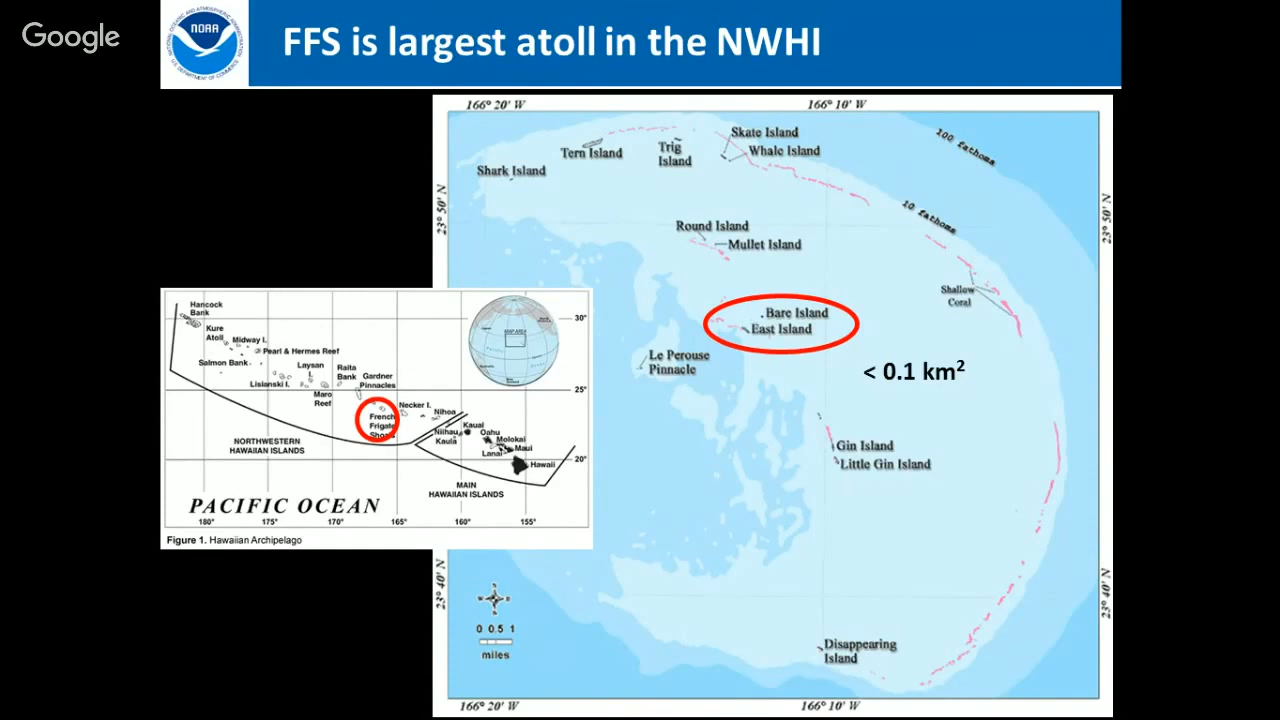 Google
NOAA
FFS is largest atoll in the NWHI
166° 20' W
166° 10' W
100 fathoms
Skate Island
Whale Island
Tern Island
Trig
Island
Shark Island
23° 50' N
23° 50' N
10 fathoms
Round Island
Mullet Island
Shallow
Coral
Bare Island
East Island
Le Perouse
Pinnacle
< 0.1 km²
Gin Island
Little Gin Island
23° 40' N
23° 40' N
0 0.5 1
miles
Disappearing
Island
166° 20' W
166° 10' W
Hancock
Bank
Kure
Atoll
Midway I.
Pearl & Hermes Reef
Salmon Bank
Laysan
I.
Raita
Bank
Gardner
Pinnacles
Lisianski I.
Maro
Reef
Necker I.
French
Frigate
Shoals
Nihoa
Kauai
Niihau
Kaula
Oahu
Molokai
Maui
Lanai
Hawaii
MAP AREA
30°
25°
20°
NORTHWESTERN
HAWAIIAN ISLANDS
MAIN
HAWAIIAN ISLANDS
PACIFIC OCEAN
180° 175° 170° 165° 160° 155°
Figure 1. Hawaiian Archipelago